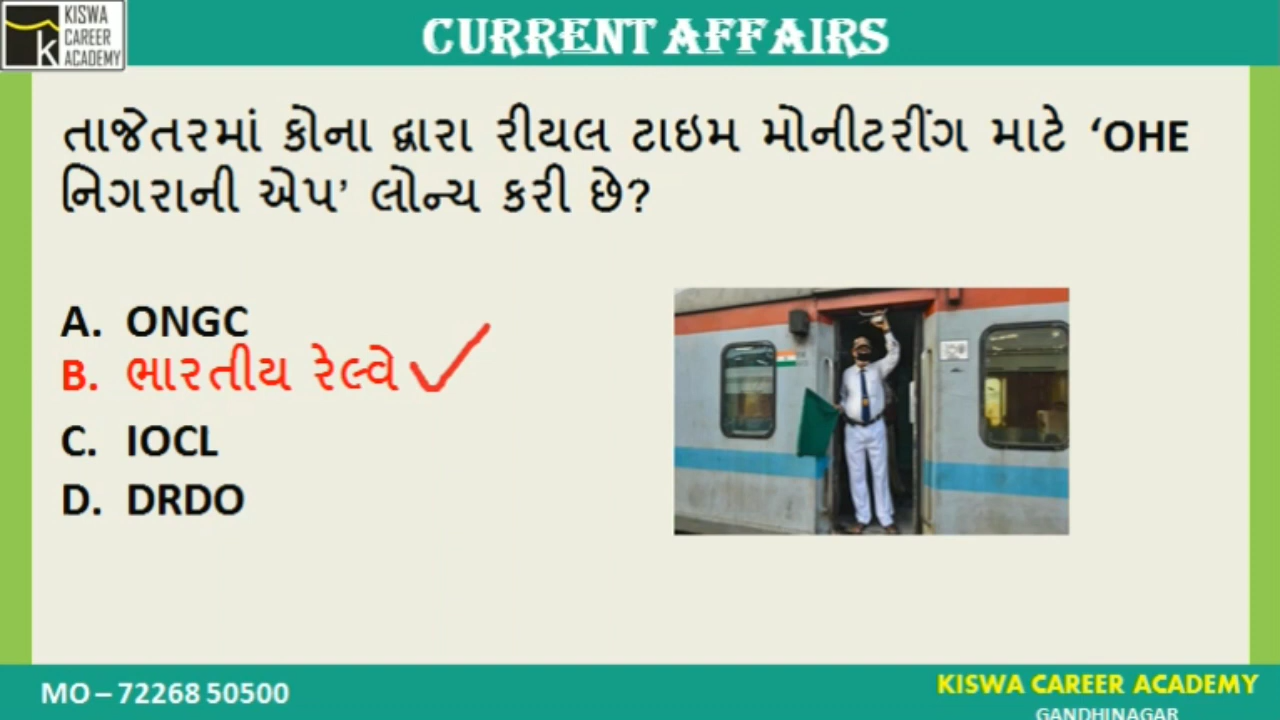 KISWA
CAREER
ACADEMY
k
CURRENT AFFAIRS
તાજેતરમાં કોના દ્વારા રીયલ ટાઇમ મોનીટરીંગ માટે ‘OHE
નિગરાની એપ’ લોન્ચ કરી છે?
A. ONGC
B. ભારતીય રેલ્વે
C. IOCL
D. DRDO
MO – 72268 50500
KISWA CAREER ACADEMY
GANDHINAGAR